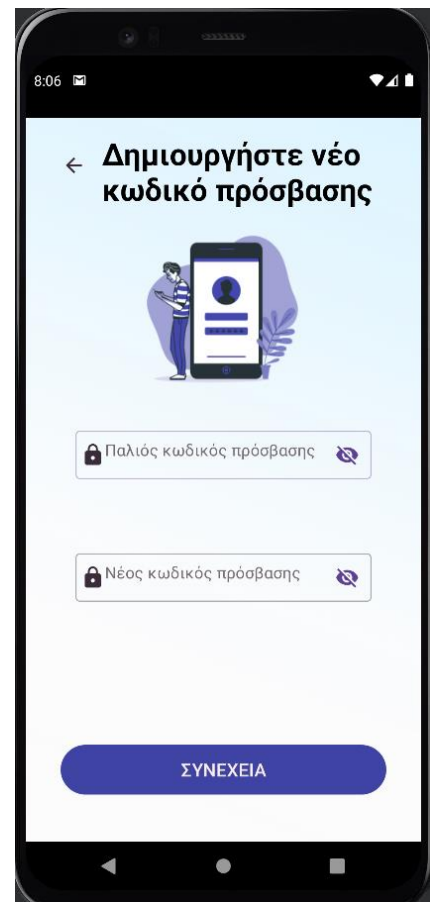 8:06
Δημιουργήστε νέο
κωδικό πρόσβασης
Παλιός κωδικός πρόσβασης
Νέος κωδικός πρόσβασης
ΣΥΝΕΧΕΙΑ